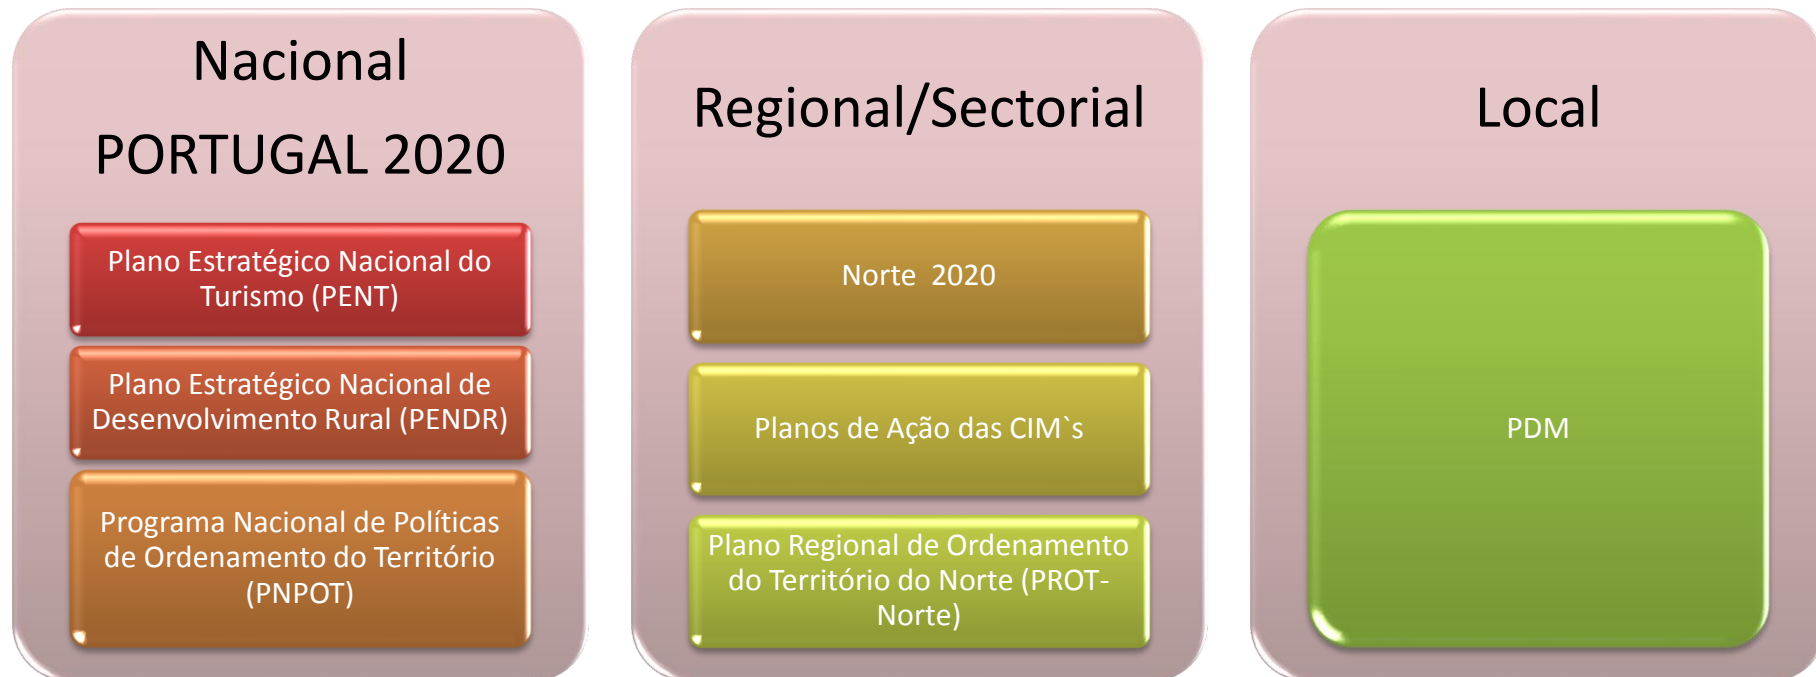 Nacional
PORTUGAL 2020
Plano Estratégico Nacional do
Turismo (PENT)
Plano Estratégico Nacional de
Desenvolvimento Rural (PENDR)
Programa Nacional de Políticas
de Ordenamento do Território
(PNPOT)
Regional/Sectorial
Norte  2020
Planos de Ação das CIM`s
Plano Regional de Ordenamento
do Território do Norte (PROT-
Norte)
Local
PDM